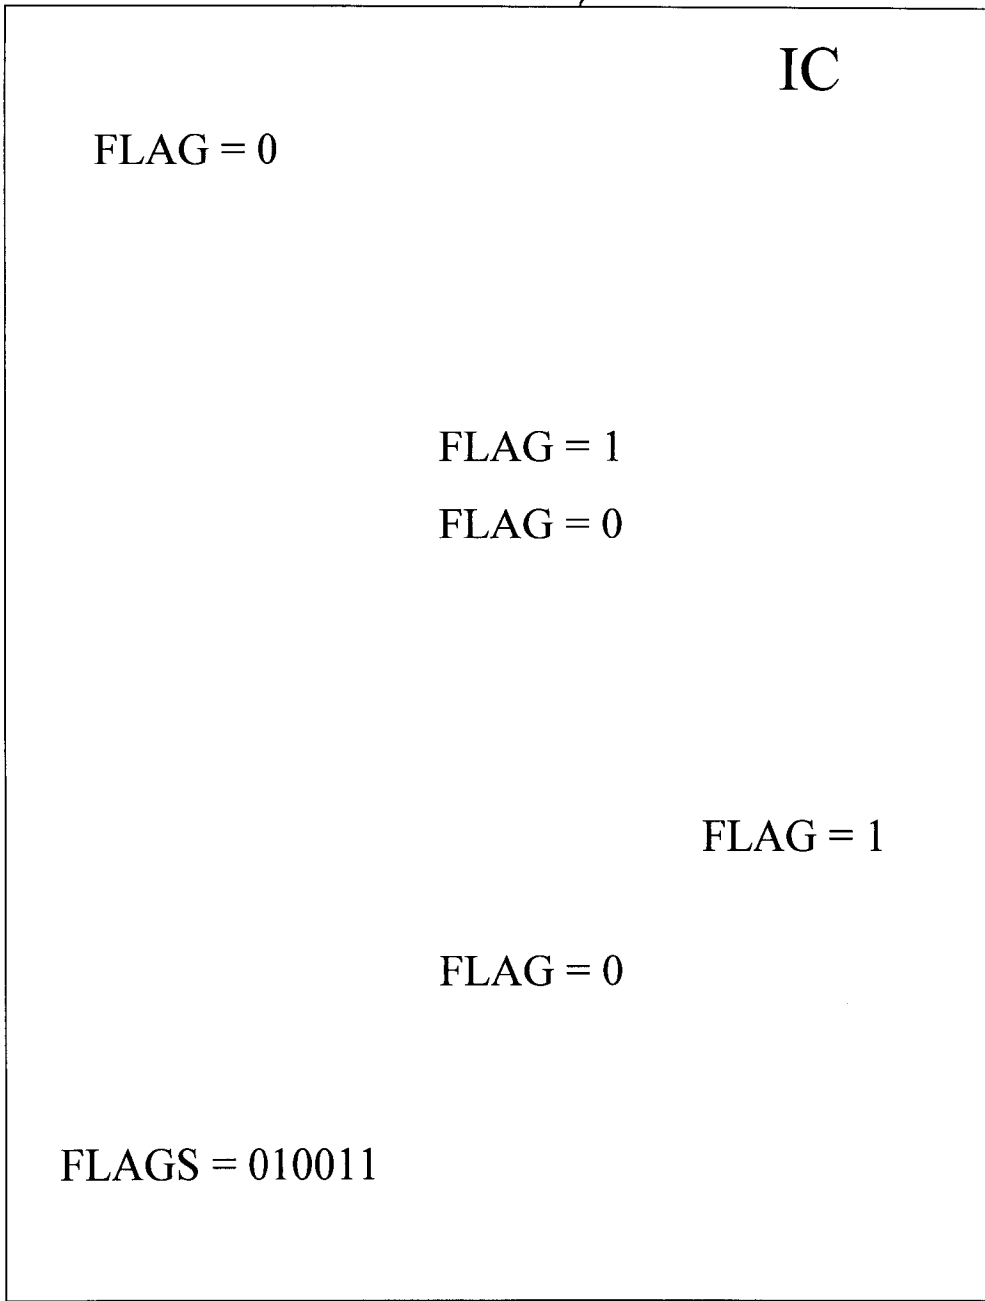 IC
FLAG = 0
FLAG = 1
FLAG = 0
FLAG = 1
FLAG = 0
FLAGS = 010011